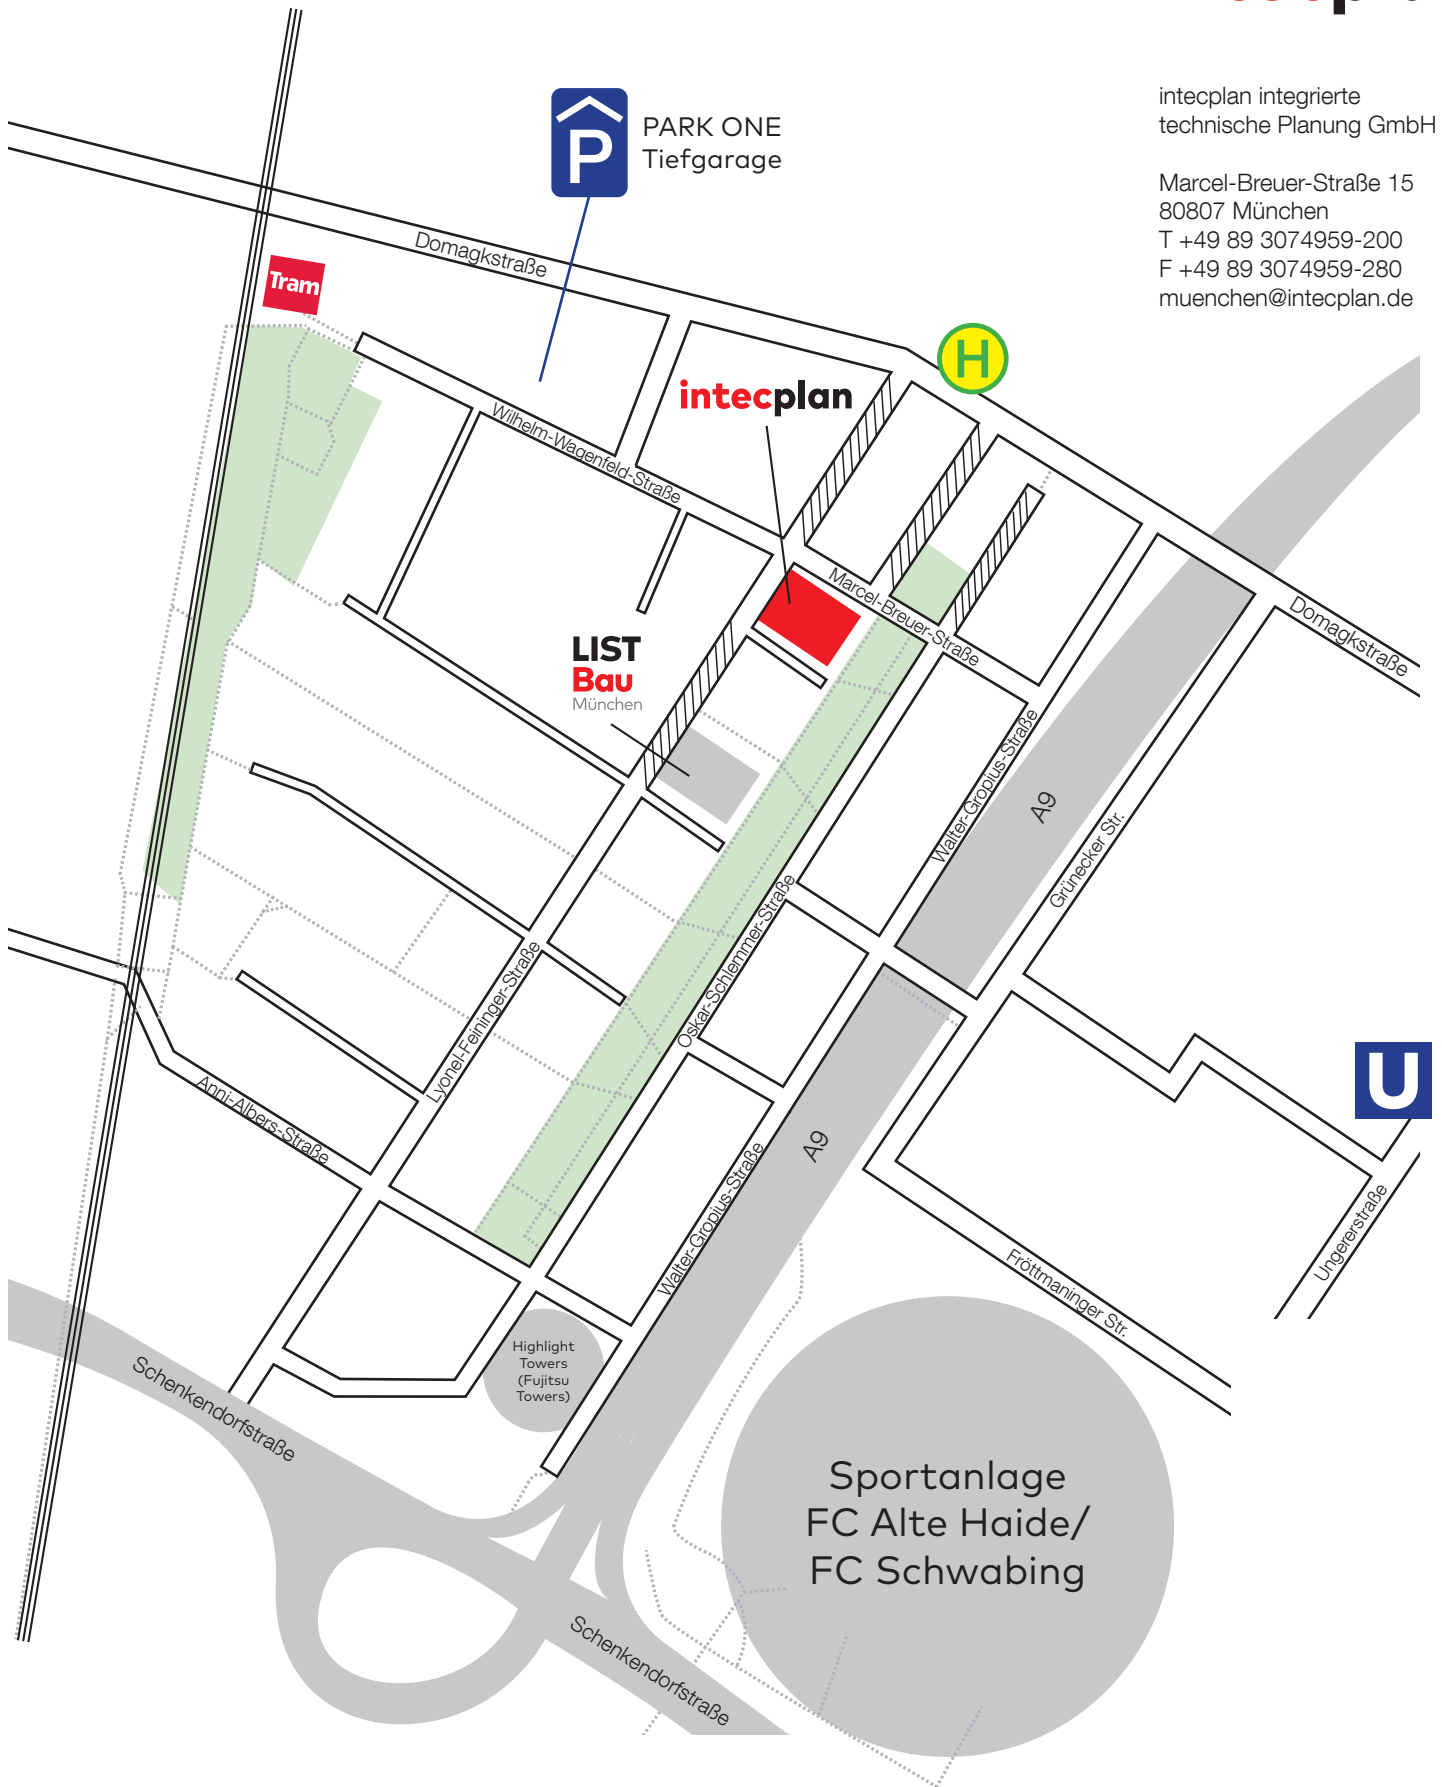 intecplan integrierte
technische Planung GmbH
Marcel-Breuer-Straße 15
80807 München
T +49 89 3074959-200
F +49 89 3074959-280
muenchen@intecplan.de
P
PARK ONE
Tiefgarage
Domagkstraße
Tram
H
intecplan
Wilhelm-Wagenfeld-Straße
Marcel-Breuer-Straße
Domagkstraße
LIST
Bau
München
Walter-Gropius-Straße
A9
Grünecker Str.
Oskar-Schlemmer-Straße
Lyonel-Feininger-Straße
Anni-Albers-Straße
U
A9
Walter-Gropius-Straße
Ungererstraße
Fröttmaninger Str.
Highlight
Towers
(Fujitsu
Towers)
Schenkendorfstraße
Sportanlage
FC Alte Haide/
FC Schwabing
Schenkendorfstraße